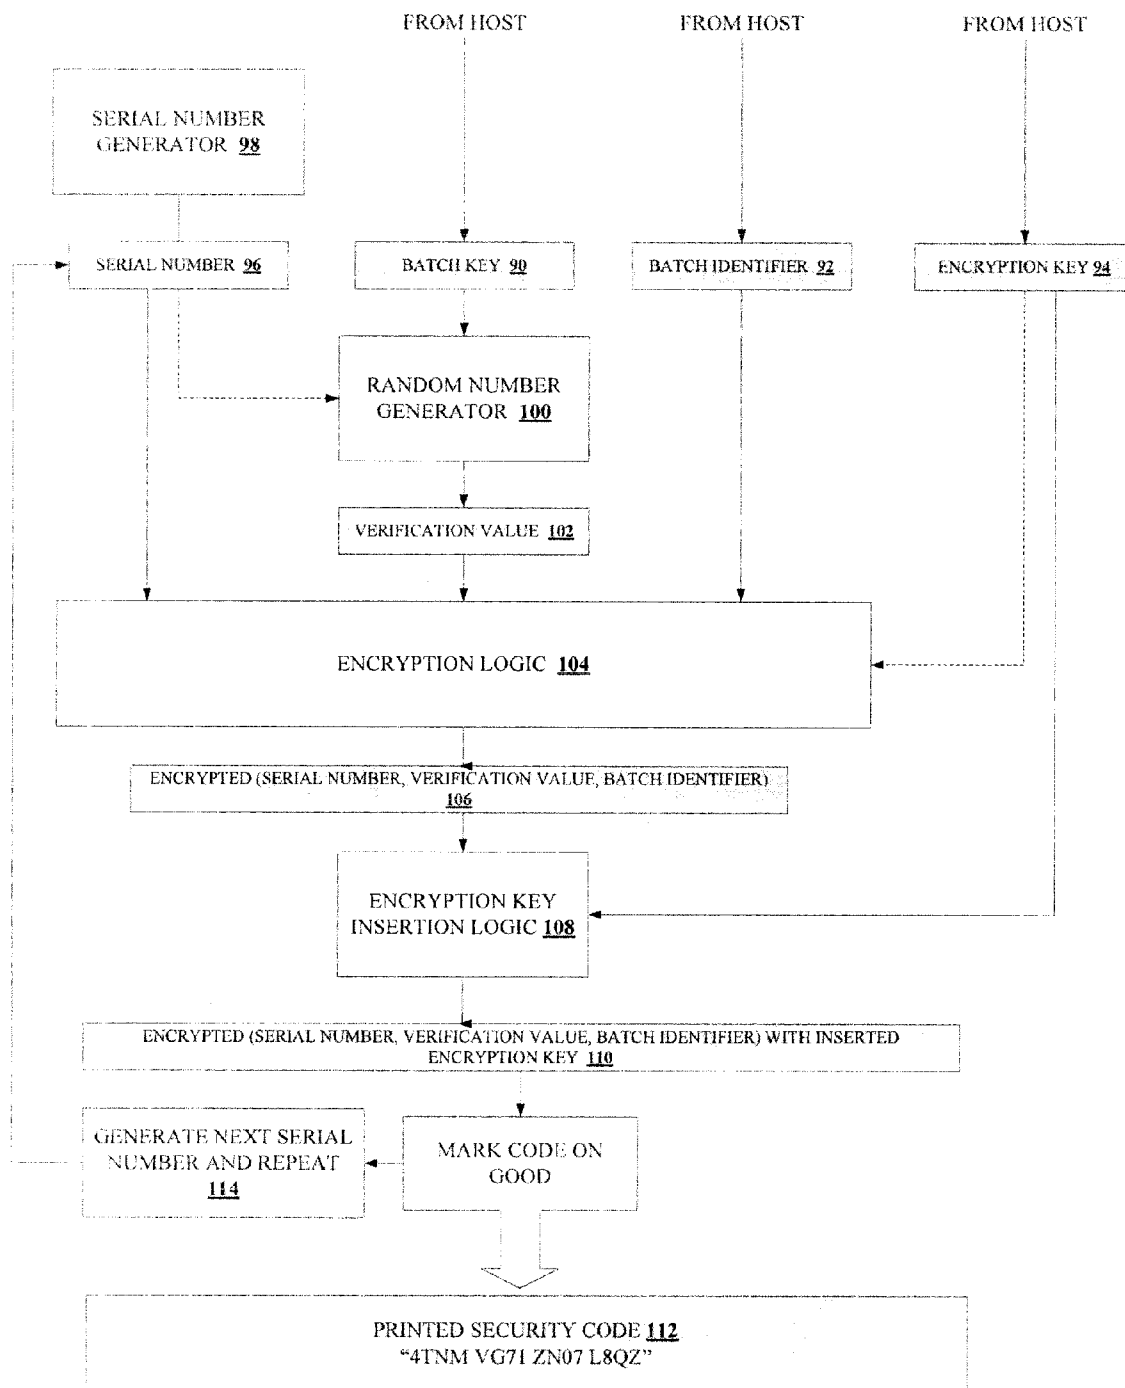 FROM HOST
FROM HOST
FROM HOST
SERIAL NUMBER
GENERATOR 98
SERIAL NUMBER 96
BATCH KEY 90
BATCH IDENTIFIER 92
ENCRYPTION KEY 94
RANDOM NUMBER
GENERATOR 100
VERIFICATION VALUE 102
ENCRYPTION LOGIC 104
ENCRYPTED (SERIAL NUMBER, VERIFICATION VALUE, BATCH IDENTIFIER)
106
ENCRYPTION KEY
INSERTION LOGIC 108
ENCRYPTED (SERIAL NUMBER, VERIFICATION VALUE, BATCH IDENTIFIER) WITH INSERTED
ENCRYPTION KEY 110
GENERATE NEXT SERIAL
NUMBER AND REPEAT
114
MARK CODE ON
GOOD
PRINTED SECURITY CODE 112
“4TNM VG71 ZN07 L8QZ”